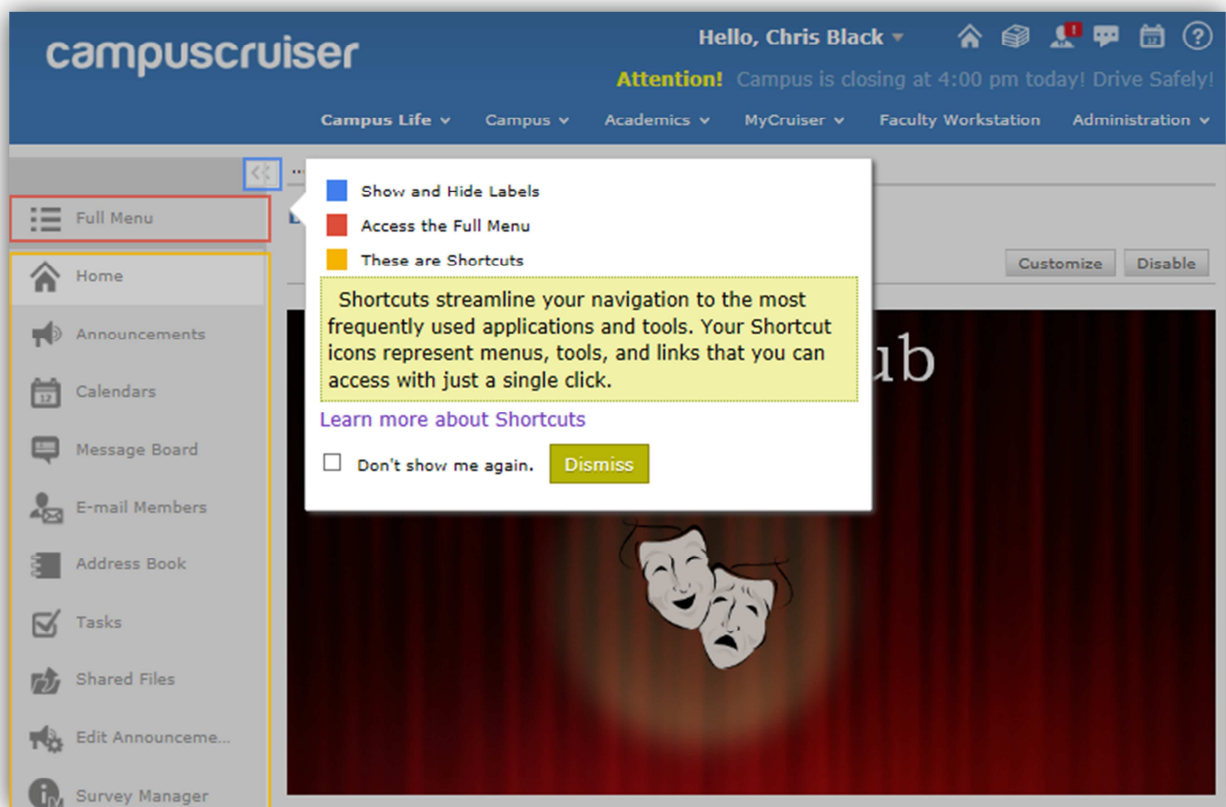 campuscruiser
Hello, Chris Black
Attention! Campus is closing at 4:00 pm today! Drive Safely!
Campus Life Campus Academics MyCruiser Faculty Workstation Administration
Full Menu
Home
Announcements
Calendars
12
Message Board
E-mail Members
Address Book
Tasks
Shared Files
Edit Announceme...
Survey Manager
Show and Hide Labels
Access the Full Menu
These are Shortcuts
Shortcuts streamline your navigation to the most
frequently used applications and tools. Your Shortcut
icons represent menus, tools, and links that you can
access with just a single click.
Learn more about Shortcuts
Don't show me again. Dismiss
Customize Disable
ub